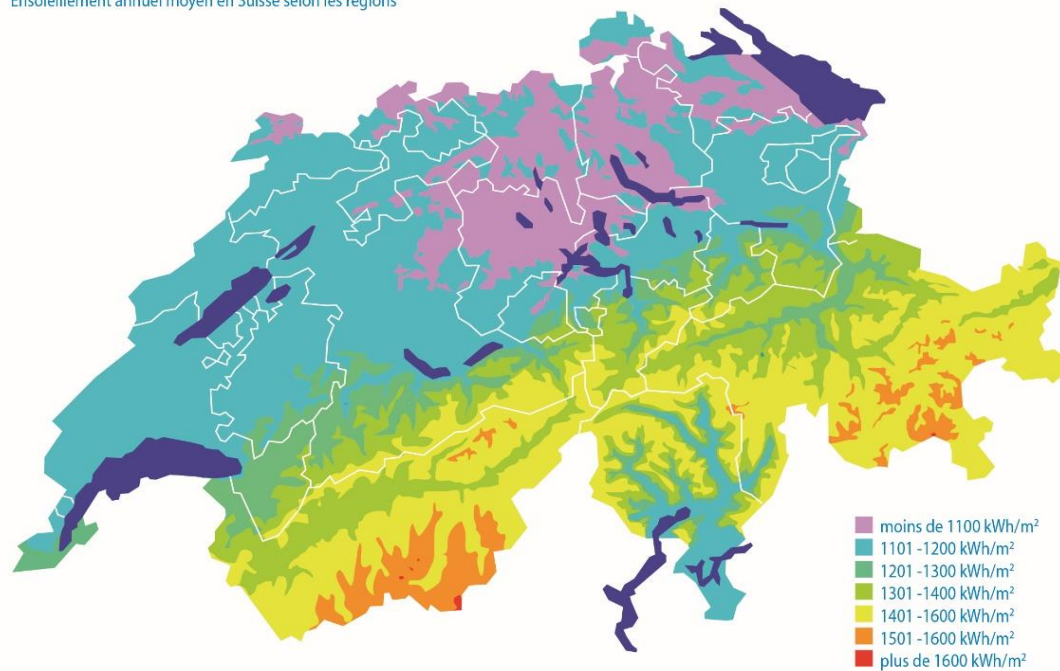 Ensoleillement annuel moyen en Suisse selon les régions
moins de 1100 kWh/m²
1101 -1200 kWh/m²
1201 -1300 kWh/m²
1301 -1400 kWh/m²
1401 -1600 kWh/m²
1501 -1600 kWh/m²
plus de 1600 kWh/m²